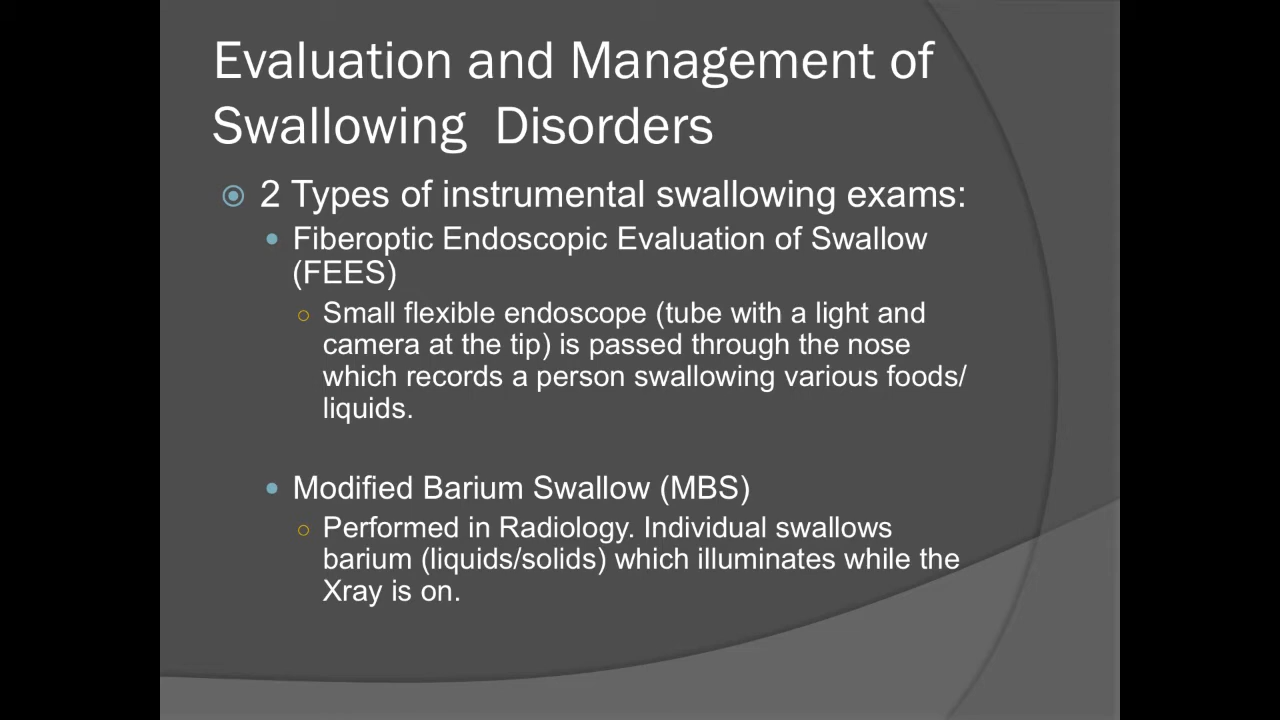 Evaluation and Management of
Swallowing Disorders
2 Types of instrumental swallowing exams:
Fiberoptic Endoscopic Evaluation of Swallow
(FEES)
Small flexible endoscope (tube with a light and
camera at the tip) is passed through the nose
which records a person swallowing various foods/
liquids.
Modified Barium Swallow (MBS)
Performed in Radiology. Individual swallows
barium (liquids/solids) which illuminates while the
Xray is on.